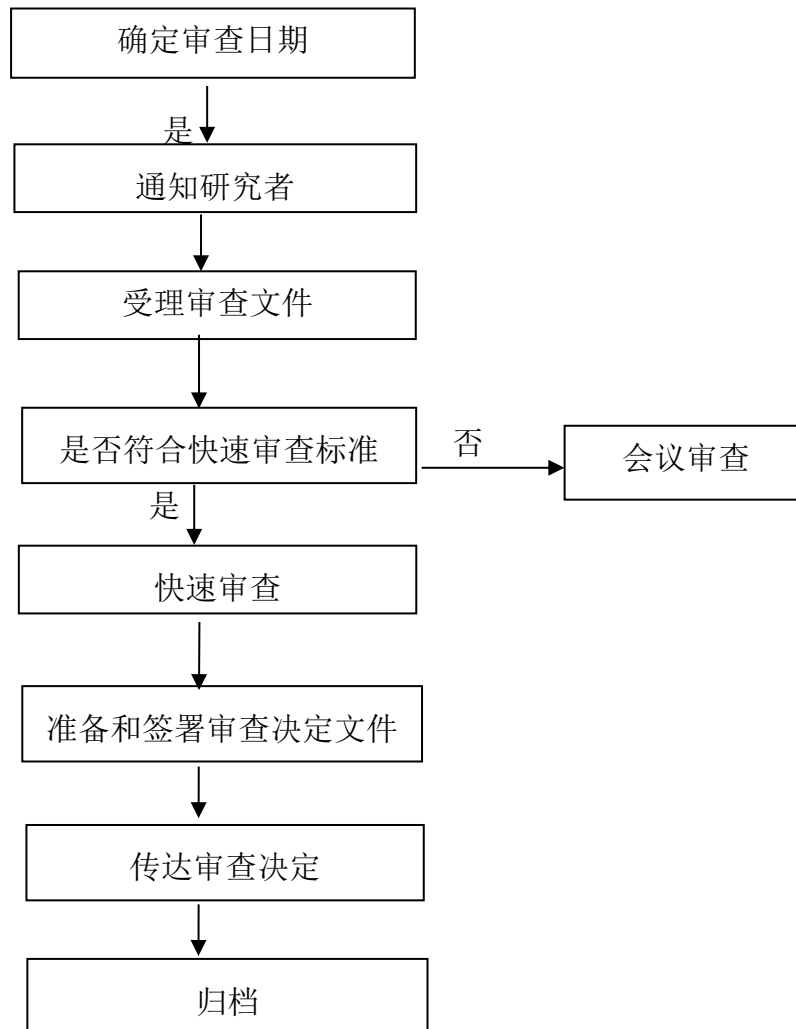 确定审查日期
是
通知研究者
受理审查文件
是否符合快速审查标准
否
会议审查
是
快速审查
准备和签署审查决定文件
传达审查决定
归档